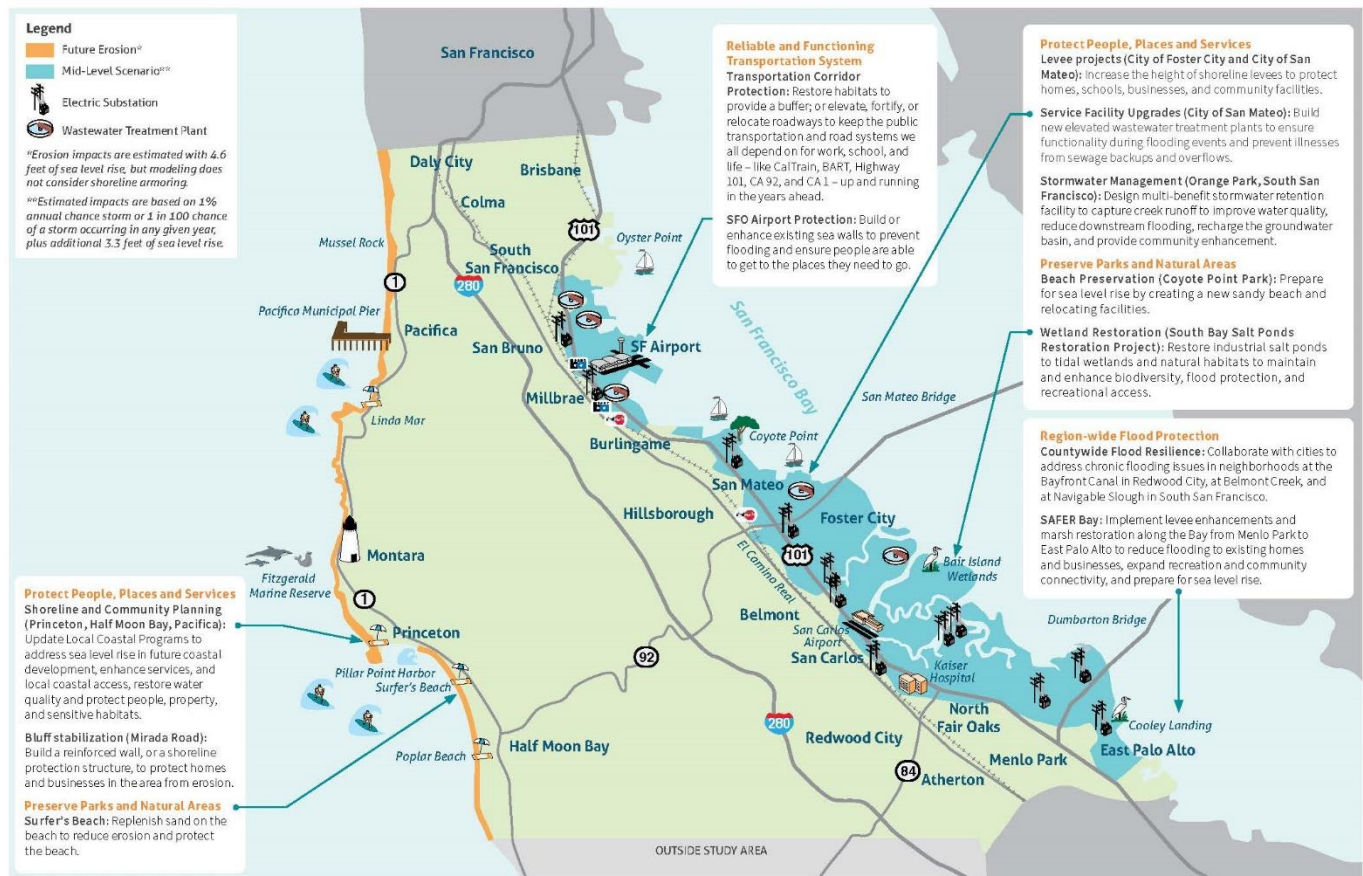 Legend
Future Erosion*
Mid-Level Scenario**
Electric Substation
Wastewater Treatment Plant
*Erosion impacts are estimated with 4.6
feet of sea level rise, but modeling does
not consider shoreline armoring.
**Estimated impacts are based on 1%
annual chance storm or 1 in 100 chance
of a storm occurring in any given year,
plus additional 3.3 feet of sea level rise.
Reliable and Functioning
Transportation System
Transportation Corridor
Protection: Restore habitats to
provide a buffer; or elevate, fortify, or
relocate roadways to keep the public
transportation and road systems we
all depend on for work, school, and
life – like CalTrain, BART, Highway
101, CA 92, and CA 1 – up and running
in the years ahead.
SFO Airport Protection: Build or
enhance existing sea walls to prevent
flooding and ensure people are able
to get to the places they need to go.
Protect People, Places and Services
Levee projects (City of Foster City and City of San
Mateo): Increase the height of shoreline levees to protect
homes, schools, businesses, and community facilities.
Service Facility Upgrades (City of San Mateo): Build
new elevated wastewater treatment plants to ensure
functionality during flooding events and prevent illnesses
from sewage backups and overflows.
Stormwater Management (Orange Park, South San
Francisco): Design multi-benefit stormwater retention
facility to capture creek runoff to improve water quality,
reduce downstream flooding, recharge the groundwater
basin, and provide community enhancement.
Preserve Parks and Natural Areas
Beach Preservation (Coyote Point Park): Prepare
for sea level rise by creating a new sandy beach and
relocating facilities.
Wetland Restoration (South Bay Salt Ponds
Restoration Project): Restore industrial salt ponds
to tidal wetlands and natural habitats to maintain
and enhance biodiversity, flood protection, and
recreational access.
Region-wide Flood Protection
Countywide Flood Resilience: Collaborate with cities to
address chronic flooding issues in neighborhoods at the
Bayfront Canal in Redwood City, at Belmont Creek, and
at Navigable Slough in South San Francisco.
SAFER Bay: Implement levee enhancements and
marsh restoration along the Bay from Menlo Park to
East Palo Alto to reduce flooding to existing homes
and businesses, expand recreation and community
connectivity, and prepare for sea level rise.
Protect People, Places and Services
Shoreline and Community Planning
(Princeton, Half Moon Bay, Pacifica):
Update Local Coastal Programs to
address sea level rise in future coastal
development, enhance services, and
local coastal access, restore water
quality and protect people, property,
and sensitive habitats.
Bluff stabilization (Mirada Road):
Build a reinforced wall, or a shoreline
protection structure, to protect homes
and businesses in the area from erosion.
Preserve Parks and Natural Areas
Surfer's Beach: Replenish sand on the
beach to reduce erosion and protect
the beach.
San Francisco
Daly City
Brisbane
Colma
101
Oyster Point
Mussel Rock
South
San Francisco
1
280
Pacifica Municipal Pier
Pacifica
San Bruno
SF Airport
San Francisco Bay
Millbrae
San Mateo Bridge
Linda Mar
Burlingame
Coyote Point
San Mateo
Hillsborough
Foster City
El Camino Real
101
Bair Island
Wetlands
Montara
Fitzgerald
Marine Reserve
1
Belmont
Dumbarton Bridge
San Carlos
Airport
Princeton
San Carlos
92
Kaiser
Hospital
Pillar Point Harbor
Surfer's Beach
North
Fair Oaks
Cooley Landing
280
Redwood City
Half Moon Bay
Poplar Beach
East Palo Alto
Menlo Park
84
Atherton
OUTSIDE STUDY AREA